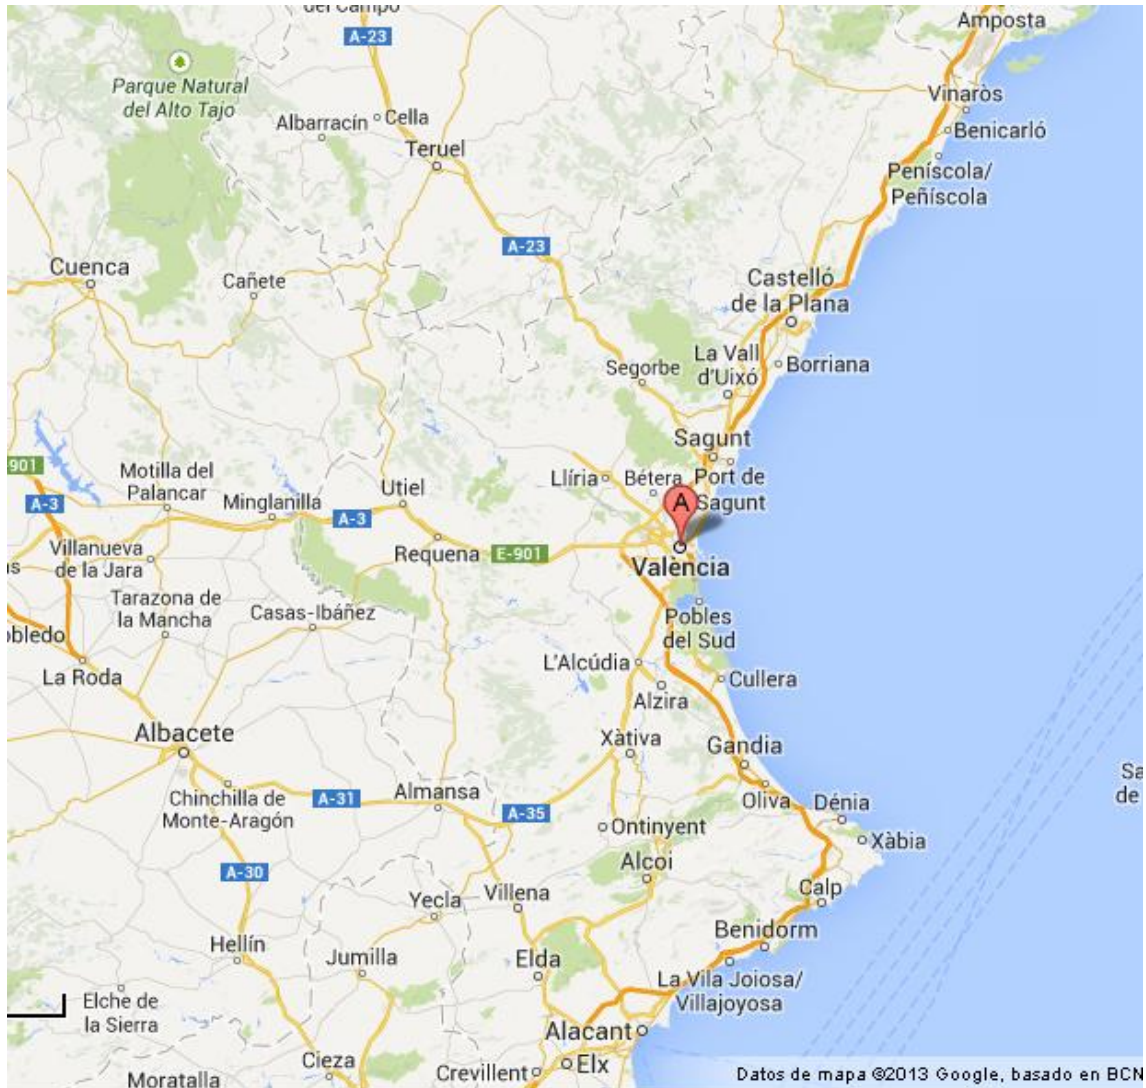 del Campo
Amposta
A-23
Parque Natural
del Alto Tajo
Vinaròs
Albarracín
Cella
Benicarló
Teruel
Peníscola/
Peñíscola
A-23
Cuenca
Cañete
Castelló
de la Plana
La Vall
d'Uixó
Borriana
Segorbe
Sagunt
-901
Motilla del
Palancar
Llíria
Bétera
Port de
Sagunt
A
A-3
Minglanilla
Utiel
A-3
Villanueva
de la Jara
Requena
E-901
València
s
Tarazona de
la Mancha
Casas-Ibáñez
Pobles
del Sud
obledo
La Roda
L'Alcúdia
Cullera
Alzira
Albacete
Xàtiva
Gandia
Sa
de
Chinchilla de
Monte-Aragón
A-31
Almansa
A-35
Oliva
Dénia
Ontinyent
Xàbia
Alcoi
A-30
Yecla
Villena
Calp
Benidorm
Hellín
Jumilla
Elda
La Vila Joiosa/
Villajoyosa
Elche de
la Sierra
Alacant
Cieza
Crevillent
Elx
Moratalla
Datos de mapa ©2013 Google, basado en BCN